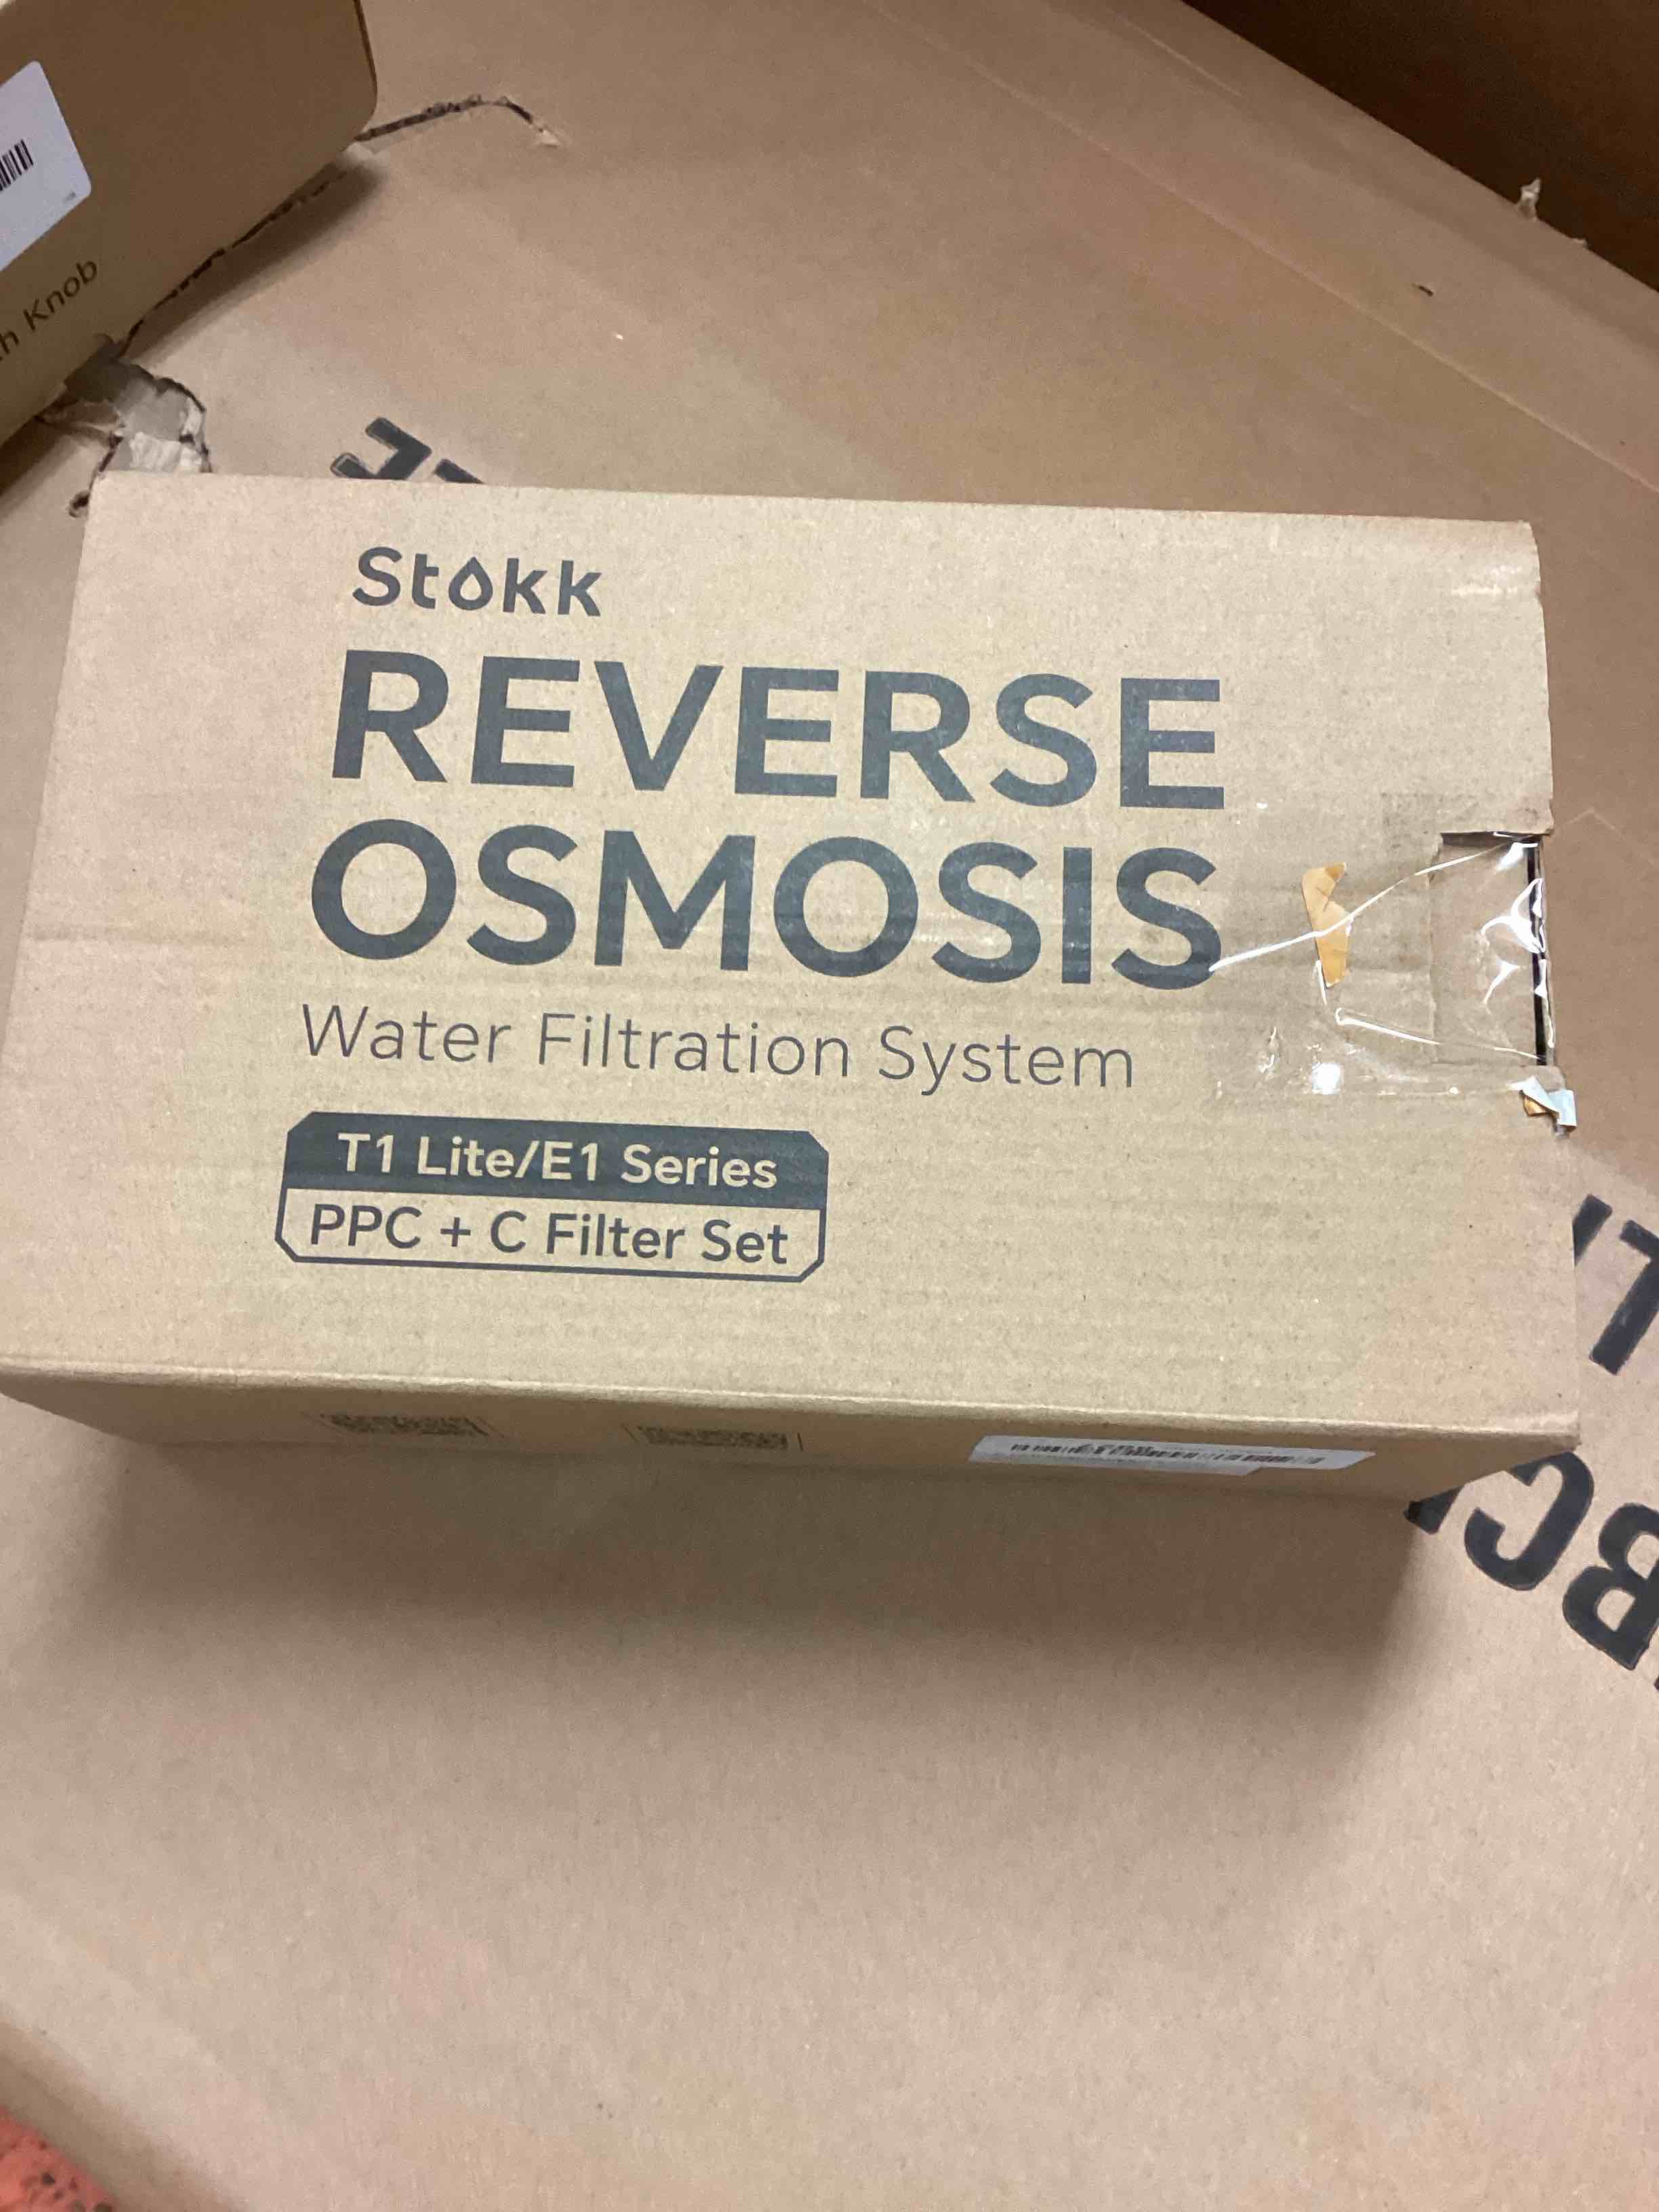 Knob
Stokk
REVERSE
OSMOSIS
Water Filtration System
T1 Lite/E1 Series
PPC + C Filter Set